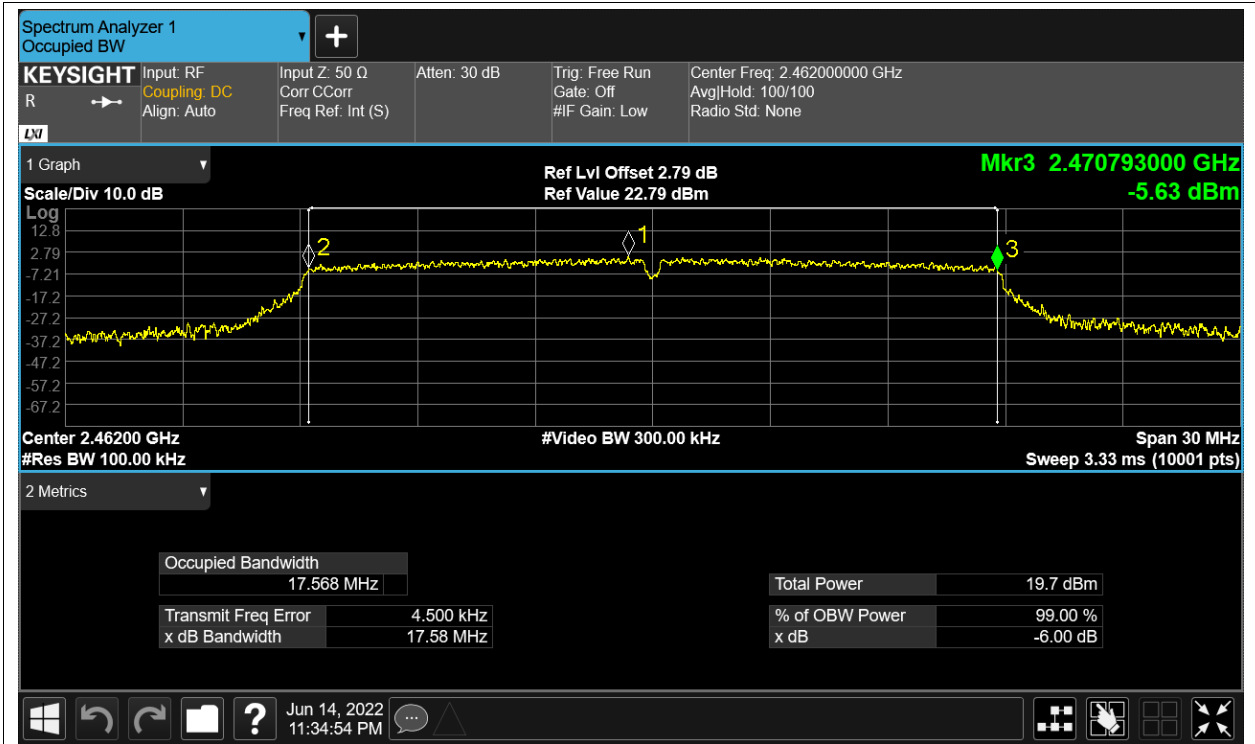 Spectrum Analyzer 1
Occupied BW
KEYSIGHT
R
LXI
Input: RF
Coupling: DC
Align: Auto
Input Z: 50 Ω
Corr CCorr
Freq Ref: Int (S)
Atten: 30 dB
Trig: Free Run
Gate: Off
#IF Gain: Low
Center Freq: 2.462000000 GHz
Avg|Hold: 100/100
Radio Std: None
1 Graph
Scale/Div 10.0 dB
Ref Lvl Offset 2.79 dB
Ref Value 22.79 dBm
Mkr3 2.470793000 GHz
-5.63 dBm
Log
12.8
2.79
-7.21
-17.2
-27.2
-37.2
-47.2
-57.2
-67.2
2
1
3
Center 2.46200 GHz
#Res BW 100.00 kHz
#Video BW 300.00 kHz
Span 30 MHz
Sweep 3.33 ms (10001 pts)
2 Metrics
Occupied Bandwidth
17.568 MHz
Transmit Freq Error 4.500 kHz
x dB Bandwidth 17.58 MHz
Total Power 19.7 dBm
% of OBW Power 99.00 %
x dB -6.00 dB
?
Jun 14, 2022
11:34:54 PM